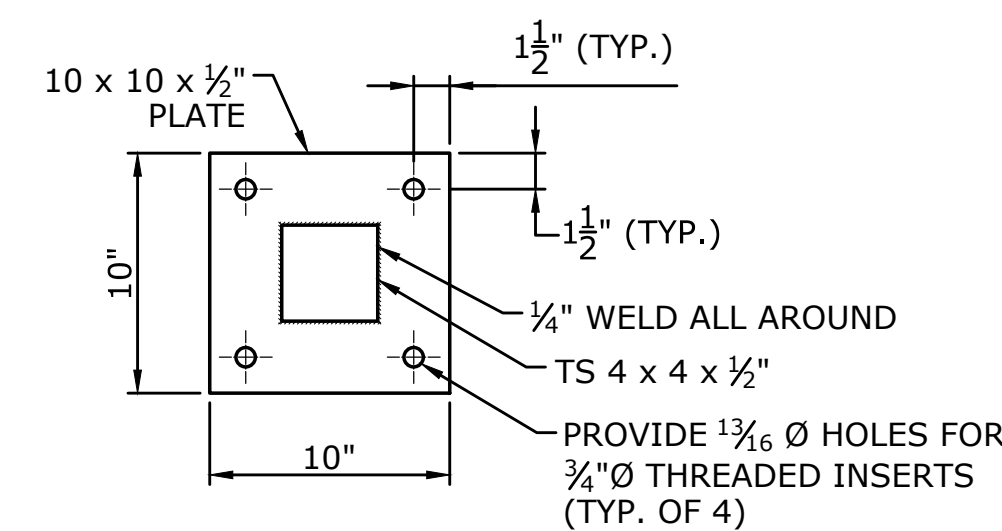 1½" (TYP.)
10 x 10 x ½"
PLATE
1½" (TYP.)
10"
¼" WELD ALL AROUND
TS 4 x 4 x ½"
PROVIDE 13⁄16 Ø HOLES FOR
¾"Ø THREADED INSERTS
(TYP. OF 4)
10"